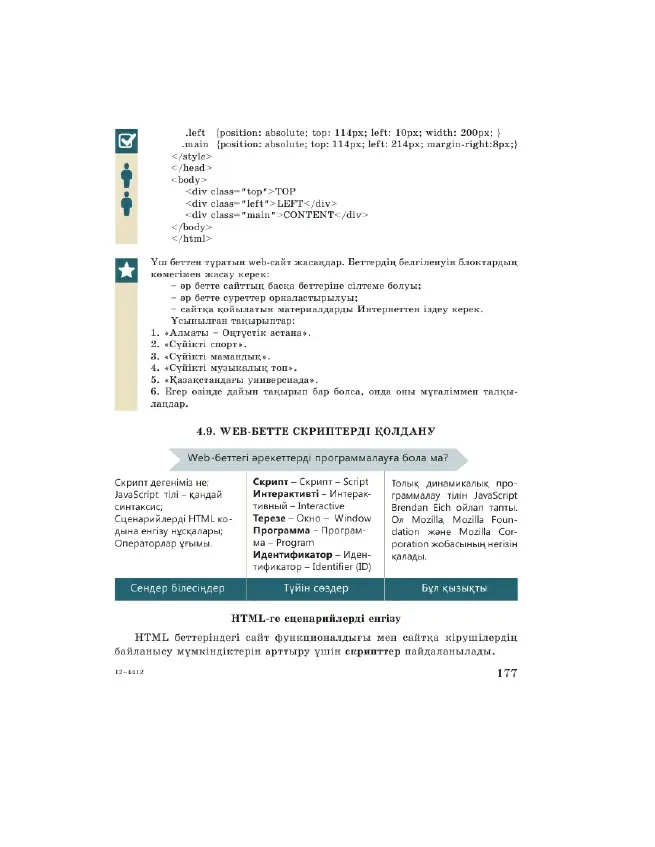 .left {position: absolute; top: 114px; left: 10px; width: 200px; }
.main {position: absolute; top: 114px; left: 214px; margin-right:8px;}
</style>
</head>
<body>
<div class="top">TOP
<div class="left">LEFT</div>
<div class="main">CONTENT</div>
</body>
</html>
Үш беттен тұратын web-сайт жасаңдар. Беттердің белгіленуін блоктардың
көмегімен жасау керек:
– әр бетте сайттың басқа беттеріне сілтеме болуы;
– әр бетте суреттер орналастырылуы;
– сайтқа қойылатын материалдарды Интернеттен іздеу керек.
Ұсынылған тақырыптар:
1. «Алматы – Оңтүстік астана».
2. «Сүйікті спорт».
3. «Сүйікті мамандық».
4. «Сүйікті музыкалық топ».
5. «Қазақстандағы универсиада».
6. Егер өзіңде дайын тақырып бар болса, онда оны мұғаліммен талқы-
лаңдар.
4.9. WEB-БЕТТЕ СКРИПТЕРДІ ҚОЛДАНУ
Web-беттегі әрекеттерді программалауға бола ма?
Скрипт дегеніміз не;
JavaScript тілі – қандай
синтаксис;
Сценарийлерді HTML ко-
дына енгізу нұсқалары;
Операторлар ұғымы.
Сендер білесіңдер
Скрипт – Скрипт – Script
Интерактивті – Интерак-
тивный – Interactive
Терезе – Окно – Window
Программа – Програм-
ма – Program
Идентификатор – Иден-
тификатор – Identifier (ID)
Түйін сөздер
Толық динамикалық про-
граммалау тілін JavaScript
Brendan Eich ойлап тапты.
Ол Mozilla, Mozilla Foun-
dation және Mozilla Cor-
poration жобасының негізін
қалады.
Бұл қызықты
HTML-ге сценарийлерді енгізу
HTML беттеріндегі сайт функционалдығы мен сайтқа кірушілердің
байланысу мүмкіндіктерін арттыру үшін скрипттер пайдаланылады.
12–4412
177